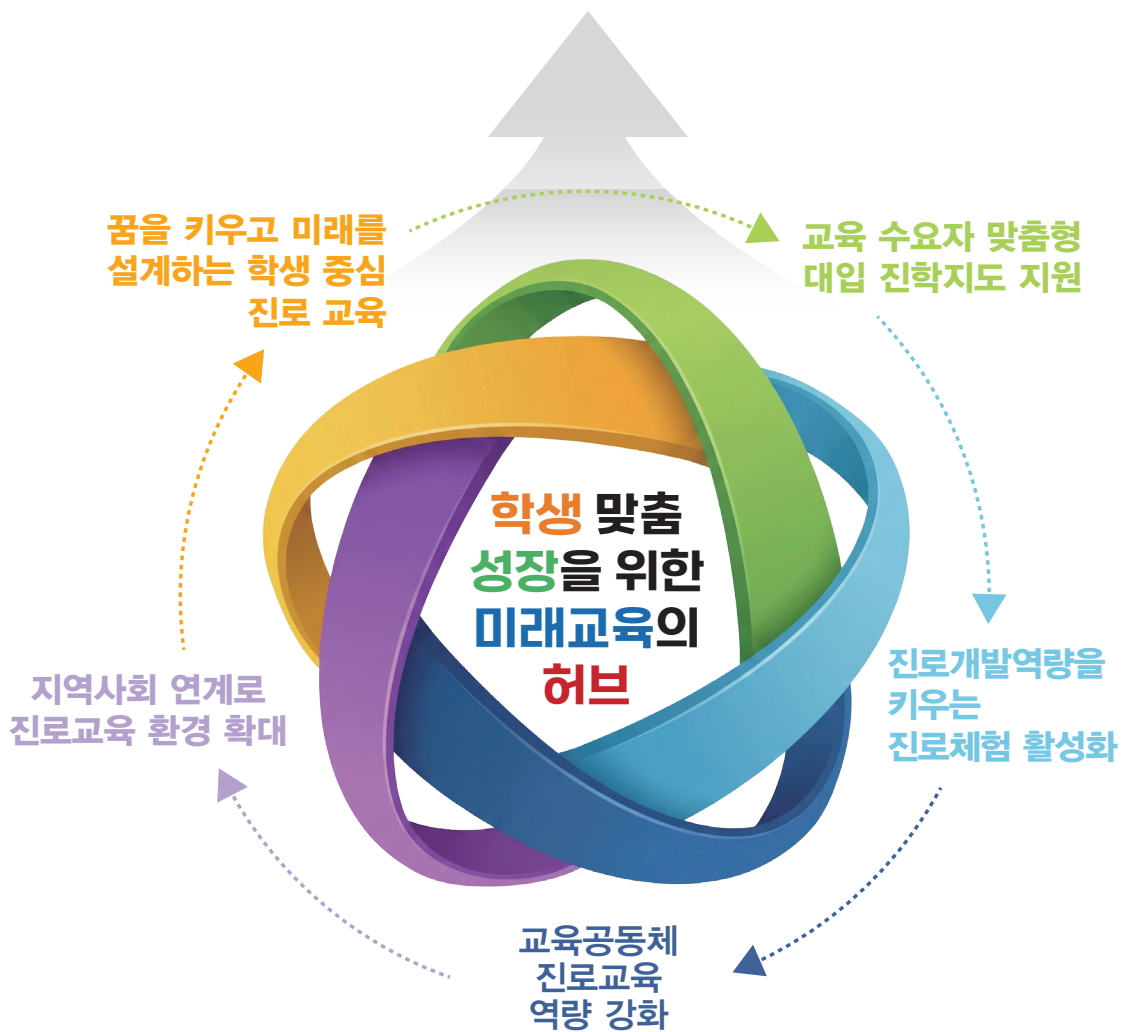 꿈을 키우고 미래를
설계하는 학생 중심
진로 교육
교육 수요자 맞춤형
대입 진학지도 지원
학생 맞춤
성장을 위한
미래교육의
허브
진로개발역량을
키우는
진로체험 활성화
지역사회 연계로
진로교육 환경 확대
교육공동체
진로교육
역량 강화